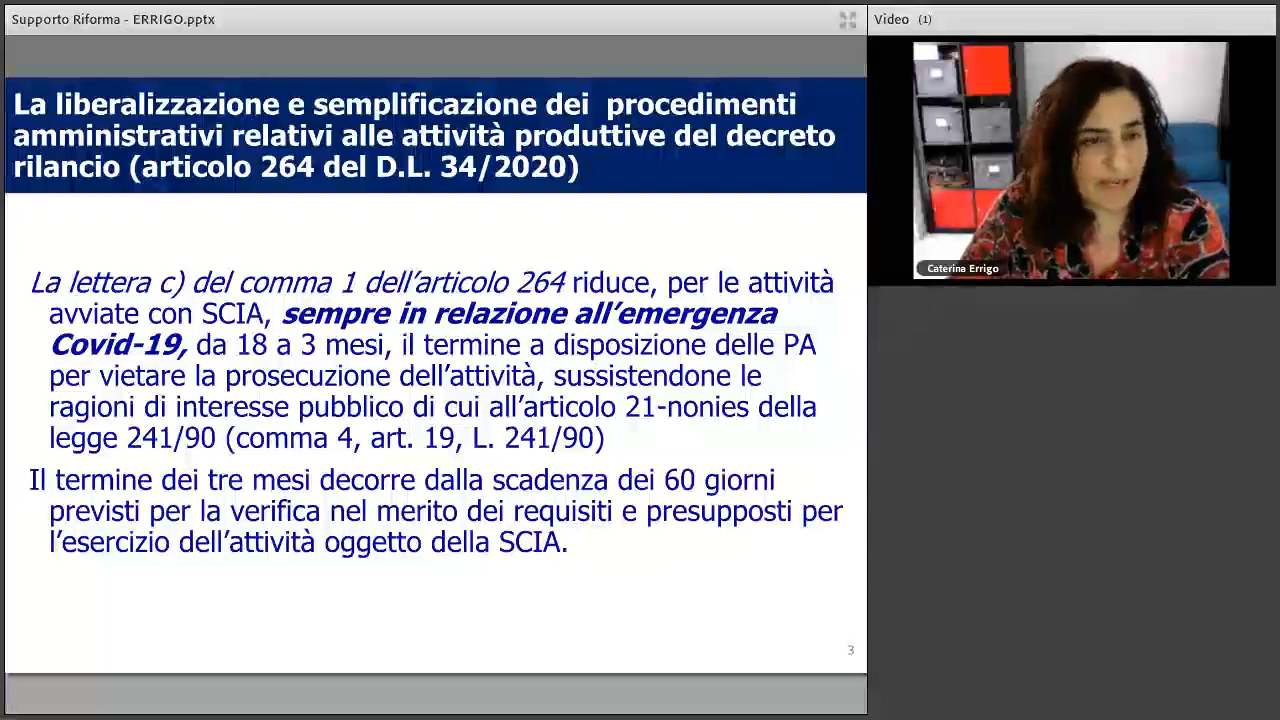 Supporto Riforma - ERRIGO.pptx
Video (1)
La liberalizzazione e semplificazione dei procedimenti
amministrativi relativi alle attività produttive del decreto
rilancio (articolo 264 del D.L. 34/2020)
Caterina Errigo
La lettera c) del comma 1 dell’articolo 264 riduce, per le attività
avviate con SCIA, sempre in relazione all’emergenza
Covid-19, da 18 a 3 mesi, il termine a disposizione delle PA
per vietare la prosecuzione dell’attività, sussistendone le
ragioni di interesse pubblico di cui all’articolo 21-nonies della
legge 241/90 (comma 4, art. 19, L. 241/90)
Il termine dei tre mesi decorre dalla scadenza dei 60 giorni
previsti per la verifica nel merito dei requisiti e presupposti per
l’esercizio dell’attività oggetto della SCIA.
3